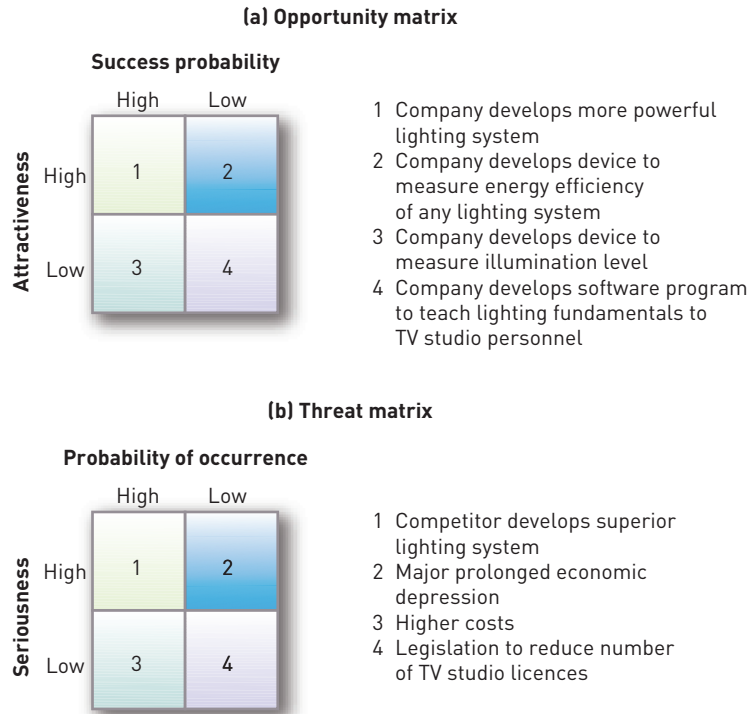 (a) Opportunity matrix
Success probability
High Low
Attractiveness
High 1 2
Low 3 4
1 Company develops more powerful
lighting system
2 Company develops device to
measure energy efficiency
of any lighting system
3 Company develops device to
measure illumination level
4 Company develops software program
to teach lighting fundamentals to
TV studio personnel
(b) Threat matrix
Probability of occurrence
High Low
Seriousness
High 1 2
Low 3 4
1 Competitor develops superior
lighting system
2 Major prolonged economic
depression
3 Higher costs
4 Legislation to reduce number
of TV studio licences